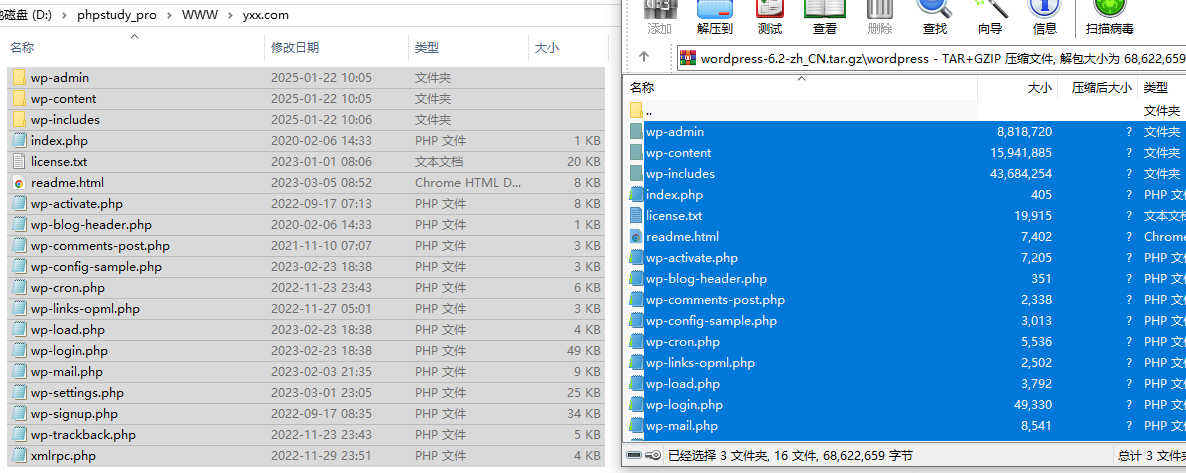 地磁盘 (D:) › phpstudy_pro › WWW › yxx.com
名称 修改日期 类型 大小
wp-admin 2025-01-22 10:05 文件夹
wp-content 2025-01-22 10:05 文件夹
wp-includes 2025-01-22 10:06 文件夹
index.php 2020-02-06 14:33 PHP 文件 1 KB
license.txt 2023-01-01 08:06 文本文档 20 KB
readme.html 2023-03-05 08:52 Chrome HTML D... 8 KB
wp-activate.php 2022-09-17 07:13 PHP 文件 8 KB
wp-blog-header.php 2020-02-06 14:33 PHP 文件 1 KB
wp-comments-post.php 2021-11-10 07:07 PHP 文件 3 KB
wp-config-sample.php 2023-02-23 18:38 PHP 文件 3 KB
wp-cron.php 2022-11-23 23:43 PHP 文件 6 KB
wp-links-opml.php 2022-11-27 05:01 PHP 文件 3 KB
wp-load.php 2023-02-23 18:38 PHP 文件 4 KB
wp-login.php 2023-02-23 18:38 PHP 文件 49 KB
wp-mail.php 2023-02-03 21:35 PHP 文件 9 KB
wp-settings.php 2023-03-01 23:05 PHP 文件 25 KB
wp-signup.php 2022-09-17 08:35 PHP 文件 34 KB
wp-trackback.php 2022-11-23 23:43 PHP 文件 5 KB
xmlrpc.php 2022-11-29 23:51 PHP 文件 4 KB
添加 解压到 测试 查看 删除 查找 向导 信息 扫描病毒
wordpress-6.2-zh_CN.tar.gz\wordpress - TAR+GZIP 压缩文件, 解包大小为 68,622,659
名称 大小 压缩后大小 类型
.. 文件夹
wp-admin 8,818,720 ? 文件夹
wp-content 15,941,885 ? 文件夹
wp-includes 43,684,254 ? 文件夹
index.php 405 ? PHP 文
license.txt 19,915 ? 文本文
readme.html 7,402 ? Chrome
wp-activate.php 7,205 ? PHP 文
wp-blog-header.php 351 ? PHP 文
wp-comments-post.php 2,338 ? PHP 文
wp-config-sample.php 3,013 ? PHP 文
wp-cron.php 5,536 ? PHP 文
wp-links-opml.php 2,502 ? PHP 文
wp-load.php 3,792 ? PHP 文
wp-login.php 49,330 ? PHP 文
wp-mail.php 8,541 ? PHP 文
已经选择 3 文件夹, 16 文件, 68,622,659 字节 总计 3 文件夹